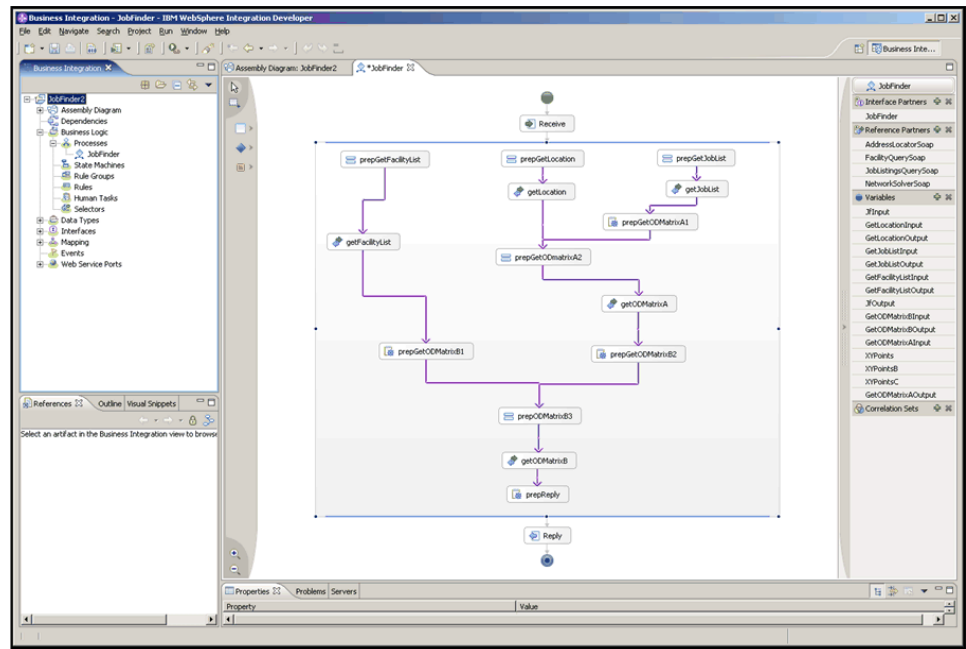 Business Integration - JobFinder - IBM WebSphere Integration Developer
File Edit Navigate Search Project Run Window Help
Business Inte...
Business Integration
JobFinder2
Assembly Diagram
Dependencies
Business Logic
Processes
JobFinder
State Machines
Rule Groups
Rules
Human Tasks
Selectors
Data Types
Interfaces
Mapping
Events
Web Service Ports
References Outline Visual Snippets
Select an artifact in the Business Integration view to browse
Assembly Diagram: JobFinder2 *JobFinder
Receive
prepGetFacilityList prepGetLocation prepGetJobList
getLocation getJobList
prepGetODMatrixA1
getFacilityList
prepGetODmatrixA2
getODMatrixA
prepGetODMatrixB1 prepGetODMatrixB2
prepODMatrixB3
getODMatrixB
prepReply
Reply
JobFinder
Interface Partners
JobFinder
Reference Partners
AddressLocatorSoap
FacilityQuerySoap
JobListingsQuerySoap
NetworkSolverSoap
Variables
JfInput
GetLocationInput
GetLocationOutput
GetJobListInput
GetJobListOutput
GetFacilityListInput
GetFacilityListOutput
JfOutput
GetODMatrixBInput
GetODMatrixBOutput
GetODMatrixAInput
XYPoints
XYPointsB
XYPointsC
GetODMatrixAOutput
Correlation Sets
Properties Problems Servers
Property Value